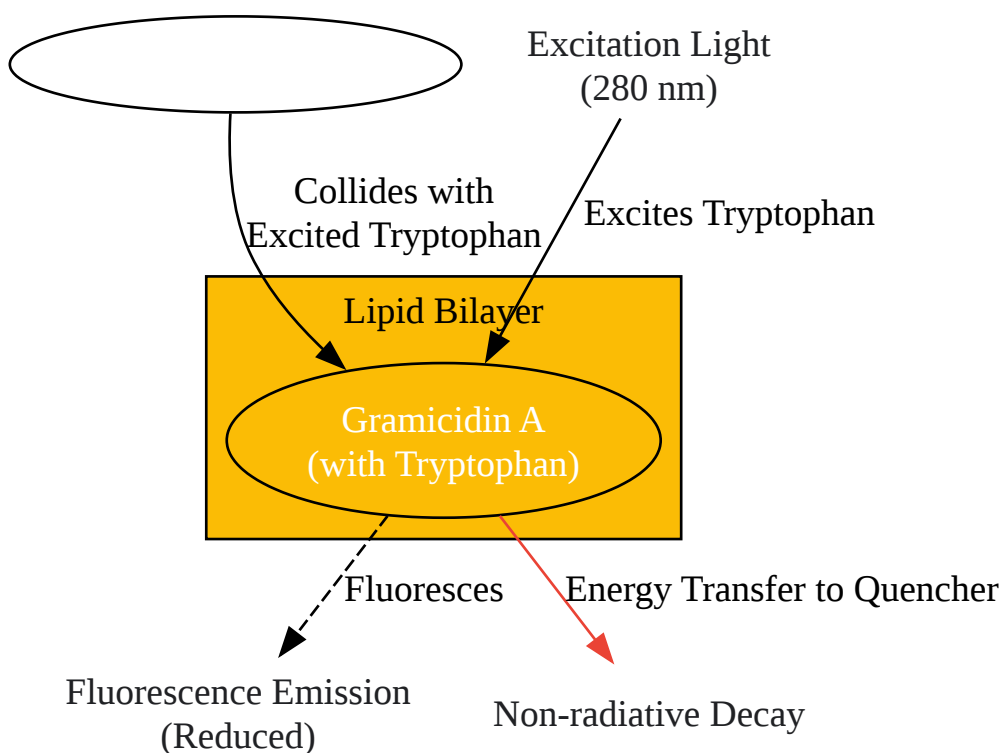 Excitation Light
(280 nm)
Collides with
Excited Tryptophan
Excites Tryptophan
Lipid Bilayer
Gramicidin A
(with Tryptophan)
Fluoresces
Energy Transfer to Quencher
Fluorescence Emission
(Reduced)
Non-radiative Decay